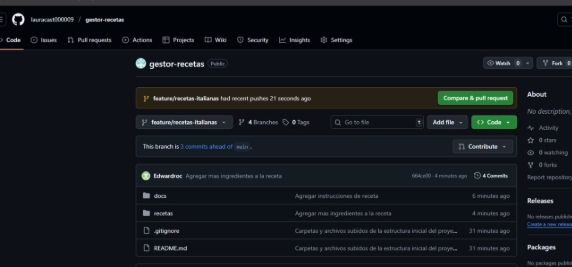 lauracast000009 / gestor-recetas
Code Issues Pull requests Actions Projects Wiki Security Insights Settings
gestor-recetas Public
Watch 0 Fork 0
feature/recetas-italianas had recent pushes 21 seconds ago
Compare & pull request
feature/recetas-italianas 4 Branches 0 Tags Go to file t Add file Code
This branch is 3 commits ahead of main.
Contribute
Edwardroc Agregar mas ingredientes a la receta 4 minutes ago 4 Commits
docs Agregar instrucciones de receta 6 minutes ago
recetas Agregar mas ingredientes a la receta 4 minutes ago
.gitignore Carpetas y archivos subidos de la estructura inicial del proye... 31 minutes ago
README.md Carpetas y archivos subidos de la estructura inicial del proye... 31 minutes ago
About
No description,
Activity
0 stars
0 watching
0 forks
Report repository
Releases
No releases publishe
Create a new release
Packages
No packages publish